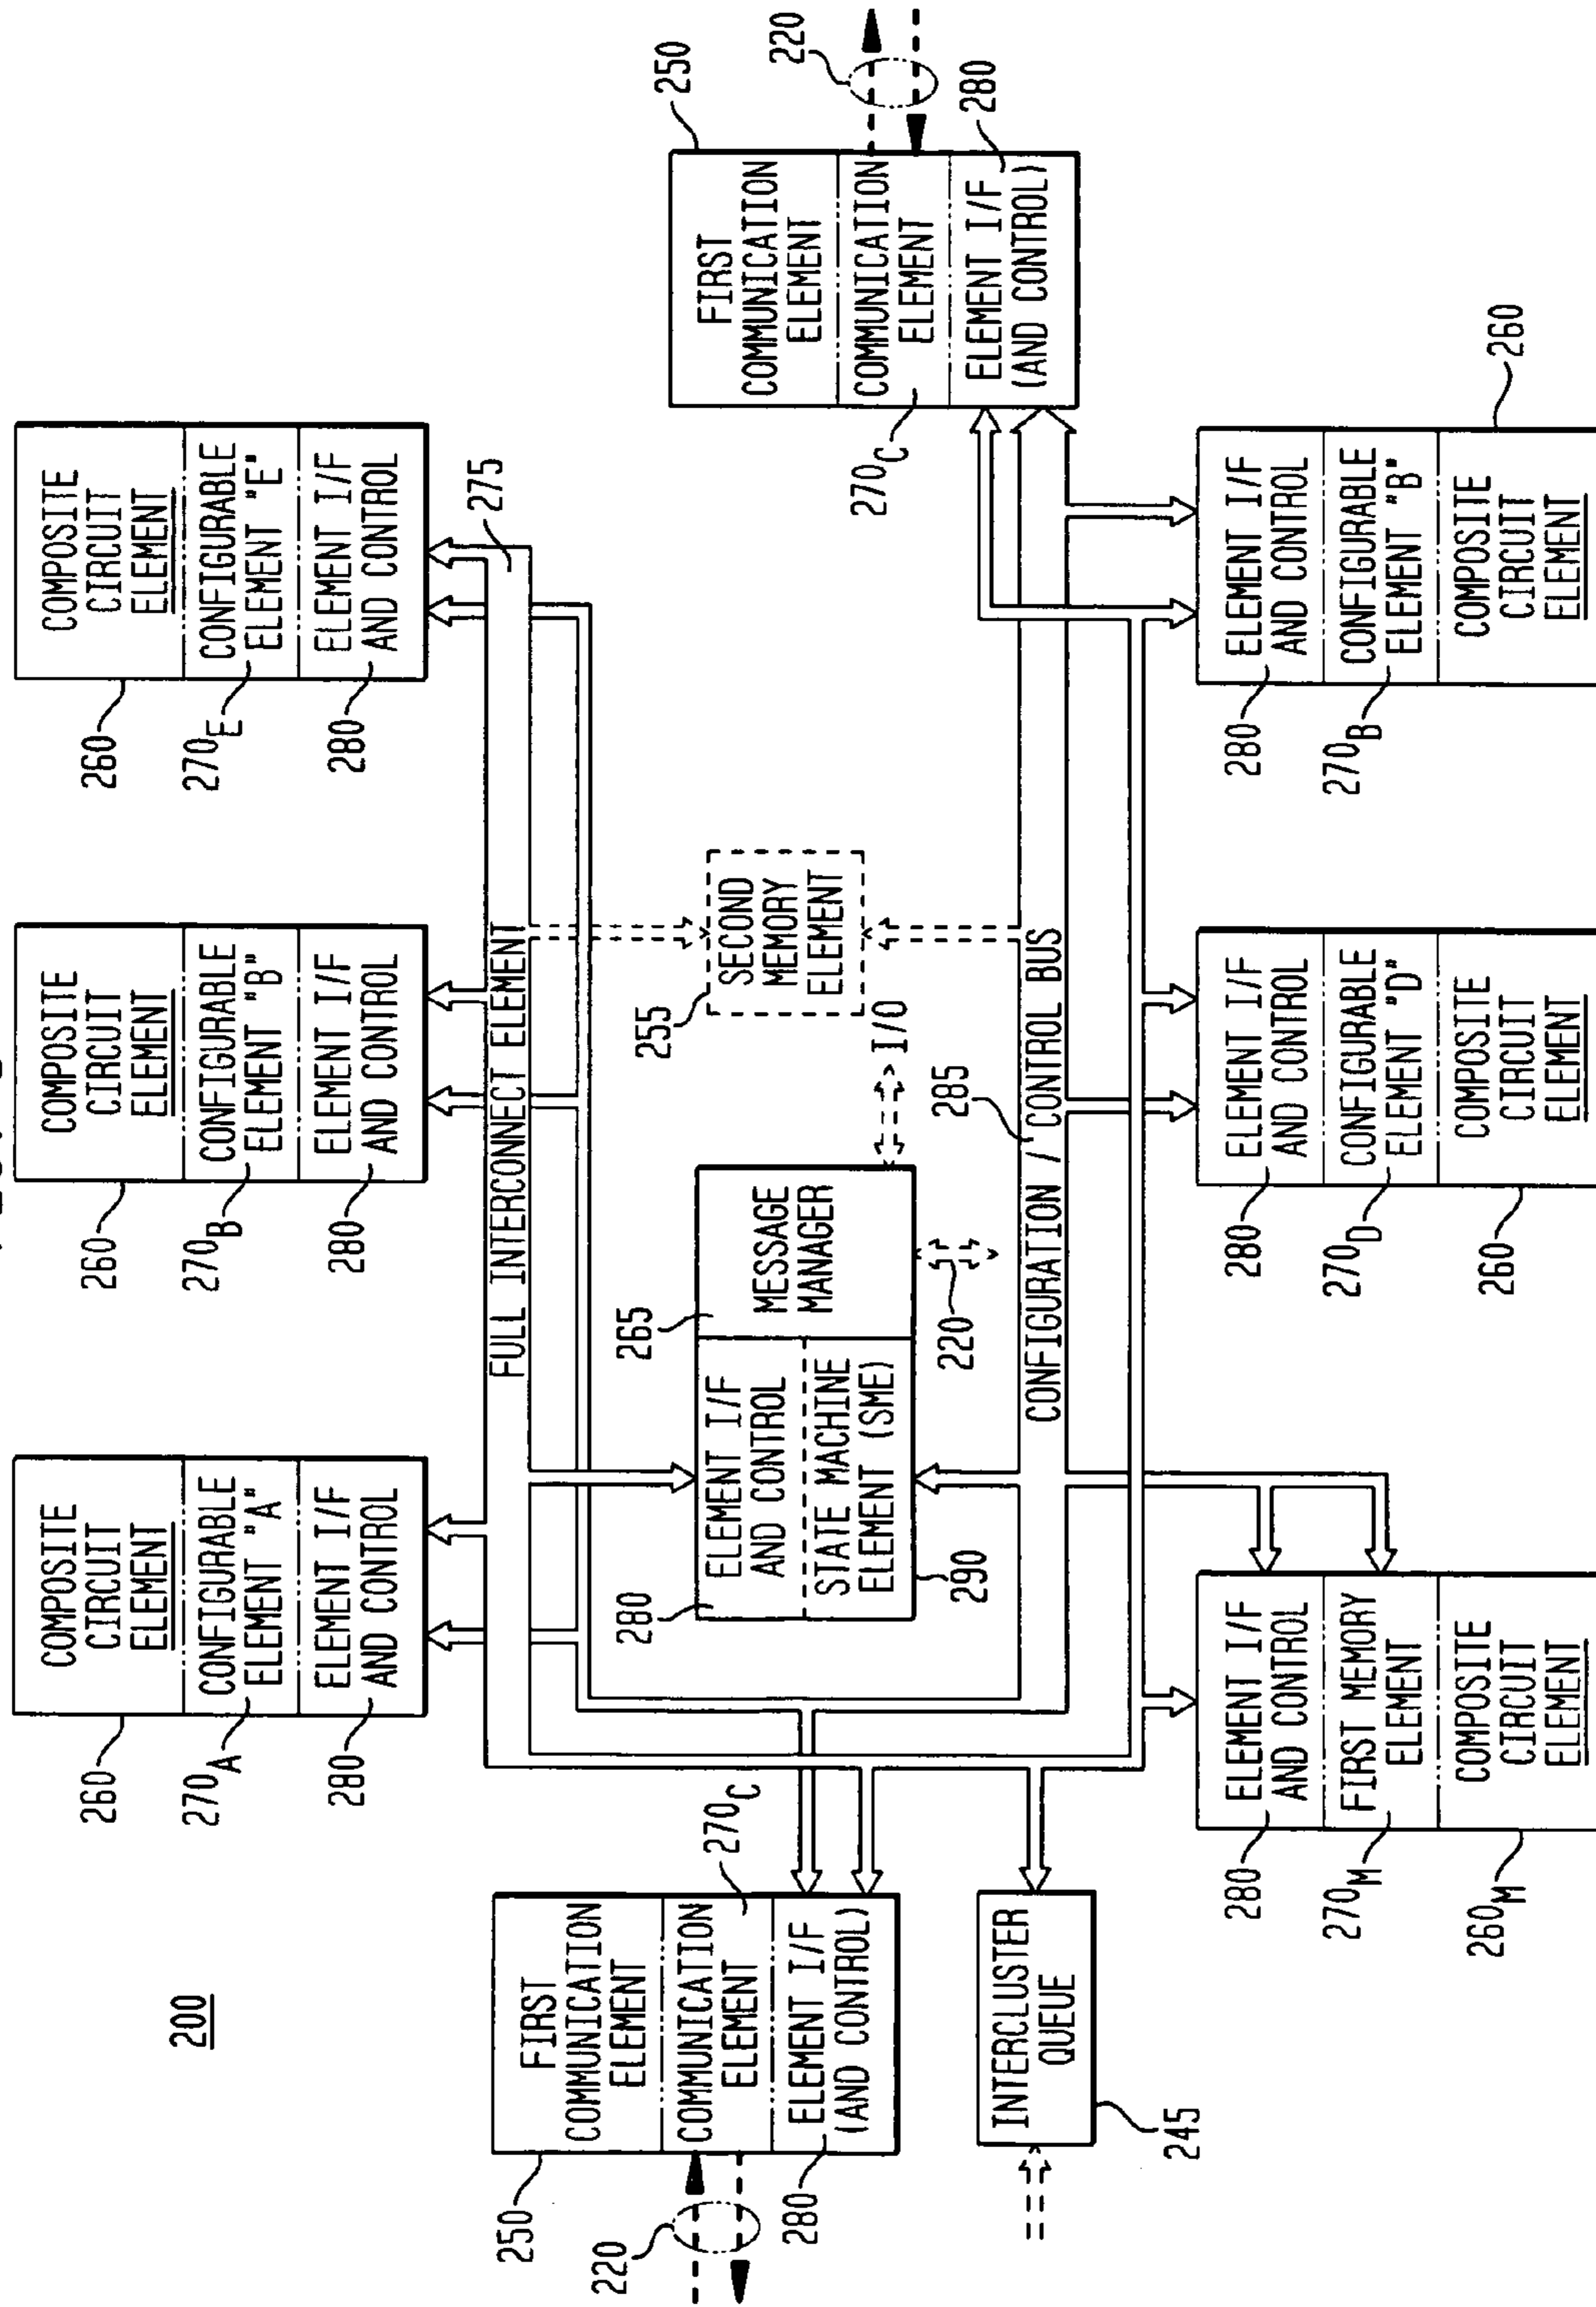 200
COMPOSITE
CIRCUIT
ELEMENT
260
CONFIGURABLE
ELEMENT "A"
270A
ELEMENT I/F
AND CONTROL
280
COMPOSITE
CIRCUIT
ELEMENT
260
CONFIGURABLE
ELEMENT "B"
270B
ELEMENT I/F
AND CONTROL
280
COMPOSITE
CIRCUIT
ELEMENT
260
CONFIGURABLE
ELEMENT "E"
270E
ELEMENT I/F
AND CONTROL
280
275
FULL INTERCONNECT ELEMENT
250
FIRST
COMMUNICATION
ELEMENT
COMMUNICATION
ELEMENT
270C
ELEMENT I/F
(AND CONTROL)
220
280
265
280
ELEMENT I/F
AND CONTROL
STATE MACHINE
ELEMENT (SME)
290
MESSAGE
MANAGER
220
I/O
255
SECOND
MEMORY
ELEMENT
250
FIRST
COMMUNICATION
ELEMENT
COMMUNICATION
ELEMENT
270C
ELEMENT I/F
(AND CONTROL)
220
280
285
CONFIGURATION / CONTROL BUS
INTERCLUSTER
QUEUE
245
ELEMENT I/F
AND CONTROL
280
FIRST MEMORY
ELEMENT
270M
COMPOSITE
CIRCUIT
ELEMENT
260M
ELEMENT I/F
AND CONTROL
280
CONFIGURABLE
ELEMENT "D"
270D
COMPOSITE
CIRCUIT
ELEMENT
260
ELEMENT I/F
AND CONTROL
280
CONFIGURABLE
ELEMENT "B"
270B
COMPOSITE
CIRCUIT
ELEMENT
260